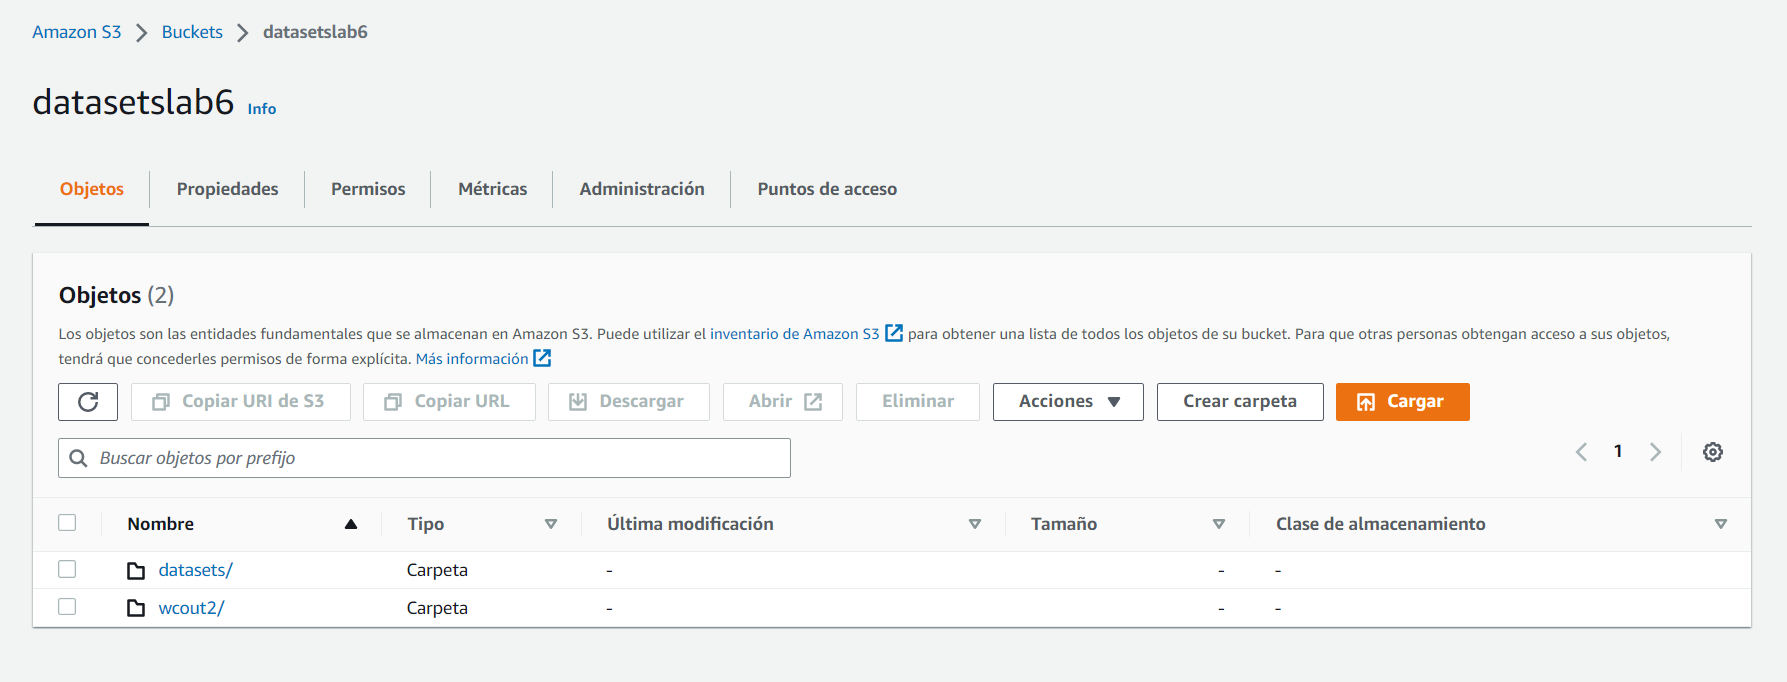 Amazon S3 > Buckets > datasetslab6
datasetslab6 Info
Objetos Propiedades Permisos Métricas Administración Puntos de acceso
Objetos (2)
Los objetos son las entidades fundamentales que se almacenan en Amazon S3. Puede utilizar el inventario de Amazon S3 para obtener una lista de todos los objetos de su bucket. Para que otras personas obtengan acceso a sus objetos,
tendrá que concederles permisos de forma explícita. Más información
Copiar URI de S3 Copiar URL Descargar Abrir Eliminar Acciones Crear carpeta Cargar
Buscar objetos por prefijo
1
Nombre Tipo Última modificación Tamaño Clase de almacenamiento
datasets/ Carpeta - - -
wcout2/ Carpeta - - -